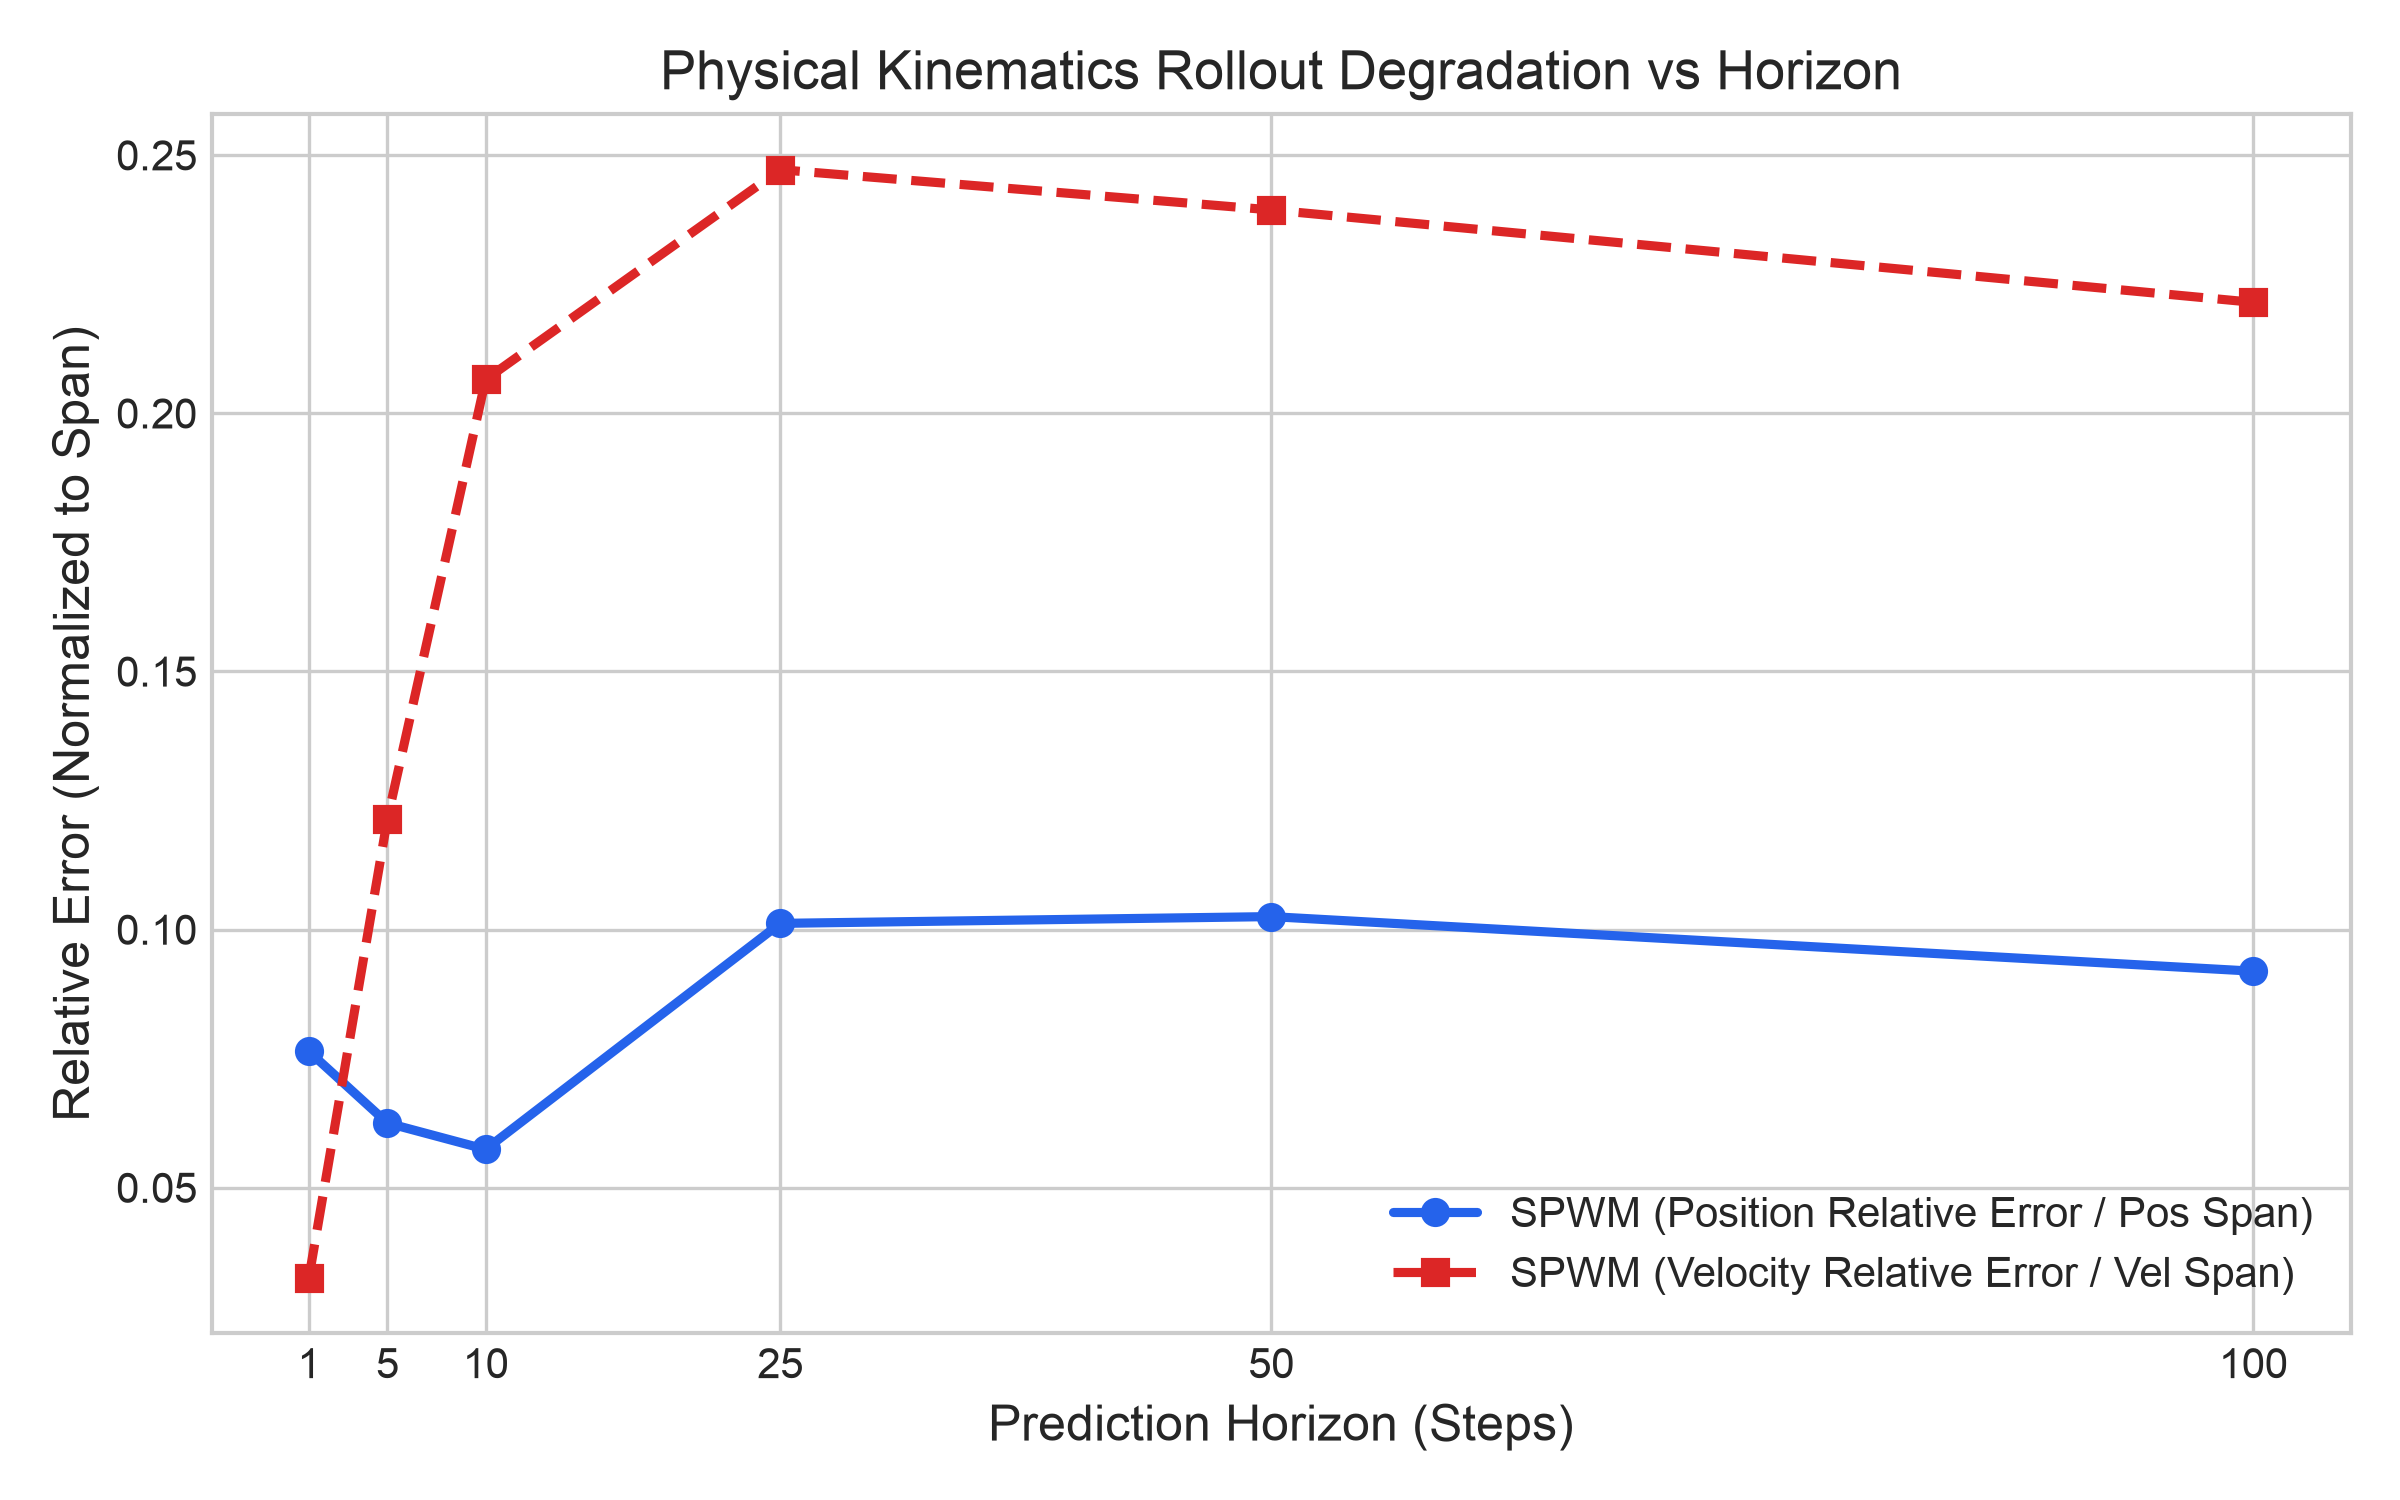 Physical Kinematics Rollout Degradation vs Horizon
Relative Error (Normalized to Span)
0.25
0.20
0.15
0.10
0.05
SPWM (Position Relative Error / Pos Span)
SPWM (Velocity Relative Error / Vel Span)
1 5 10 25 50 100
Prediction Horizon (Steps)